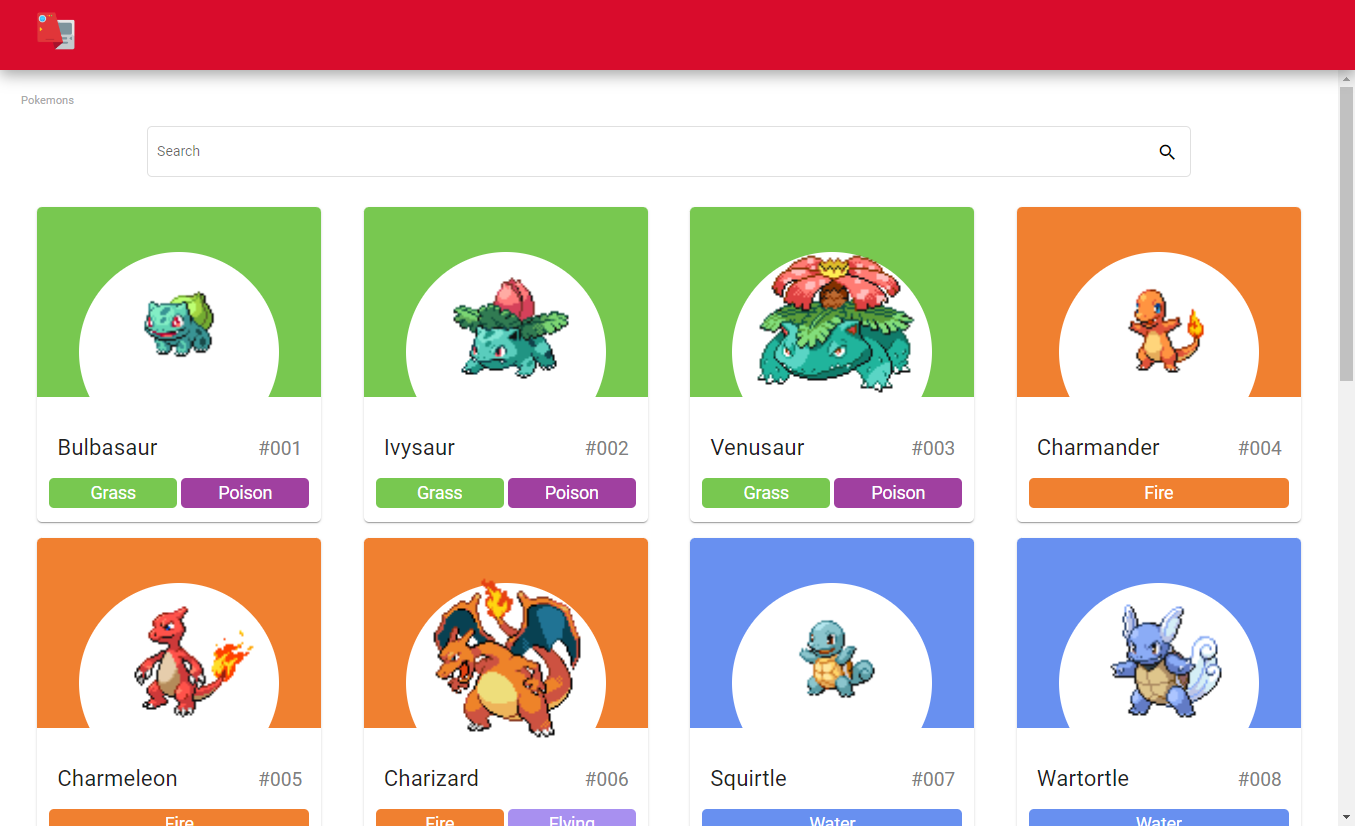 Pokemons
Search
Bulbasaur #001
Grass Poison
Ivysaur #002
Grass Poison
Venusaur #003
Grass Poison
Charmander #004
Fire
Charmeleon #005
Fire
Charizard #006
Fire Flying
Squirtle #007
Water
Wartortle #008
Water